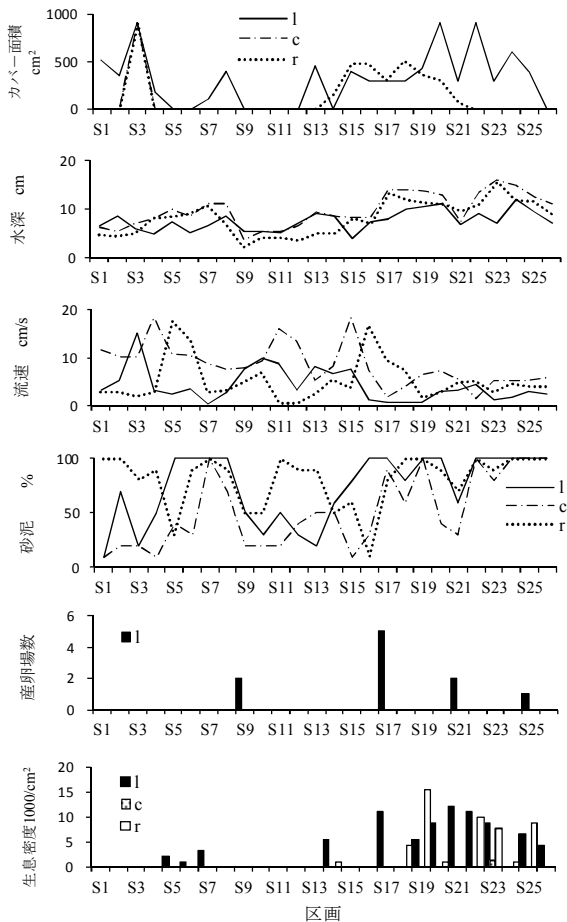 カバー面積 cm²
1000
500
0
l
c
r
S1 S3 S5 S7 S9 S11 S13 S15 S17 S19 S21 S23 S25
水深 cm
20
10
0
S1 S3 S5 S7 S9 S11 S13 S15 S17 S19 S21 S23 S25
流速 cm/s
20
10
0
S1 S3 S5 S7 S9 S11 S13 S15 S17 S19 S21 S23 S25
砂泥 %
100
50
0
l
c
r
S1 S3 S5 S7 S9 S11 S13 S15 S17 S19 S21 S23 S25
産卵場数
6
4
2
0
l
S1 S3 S5 S7 S9 S11 S13 S15 S17 S19 S21 S23 S25
生息密度1000/cm²
20
15
10
5
0
l
c
r
S1 S3 S5 S7 S9 S11 S13 S15 S17 S19 S21 S23 S25
区画